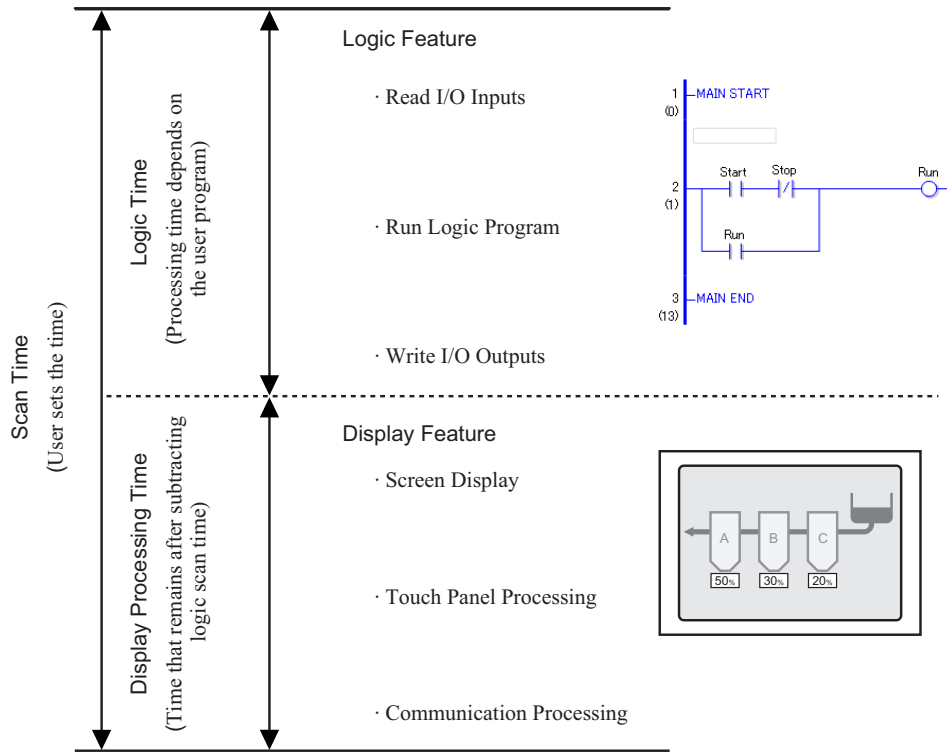 Scan Time
(User sets the time)
Logic Time
(Processing time depends on
the user program)
Logic Feature
· Read I/O Inputs
· Run Logic Program
· Write I/O Outputs
1
(0)
MAIN START
2
(1)
Start
Stop
Run
Run
3
(13)
MAIN END
Display Processing Time
(Time that remains after subtracting
logic scan time)
Display Feature
· Screen Display
· Touch Panel Processing
· Communication Processing
A
B
C
50%
30%
20%